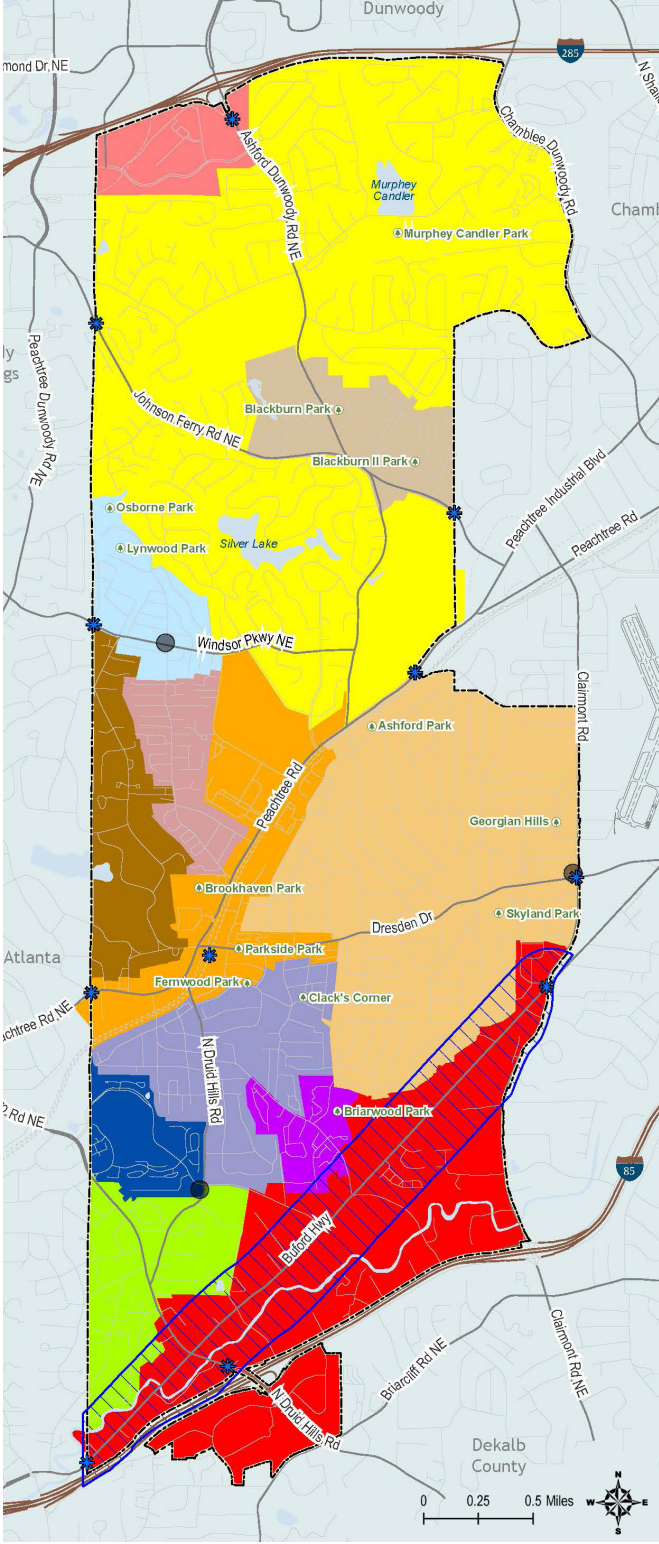 Dunwoody
285
mond Dr, NE
N Shall
Ashford Dunwoody Rd NE
Chamblee Dunwoody Rd
Murphey
Candler
Chamb
Murphey Candler Park
ly
gs
Peachtree Dunwoody Rd NE
Johnson Ferry Rd NE
Blackburn Park
Blackburn II Park
Peachtree Industrial Blvd
Peachtree Rd
Osborne Park
Lynwood Park
Silver Lake
Windsor Pkwy NE
Clairmont Rd
Ashford Park
Peachtree Rd
Georgian Hills
Brookhaven Park
Skyland Park
Dresden Dr
Parkside Park
Atlanta
Fernwood Park
Clack's Corner
chtree Rd NE
N Druid Hills Rd
Rd NE
Briarwood Park
85
Buford Hwy
Clairmont Rd NE
Briarcliff Rd NE
N Druid Hills Rd
Dekalb
County
N
W E
S
0 0.25 0.5 Miles